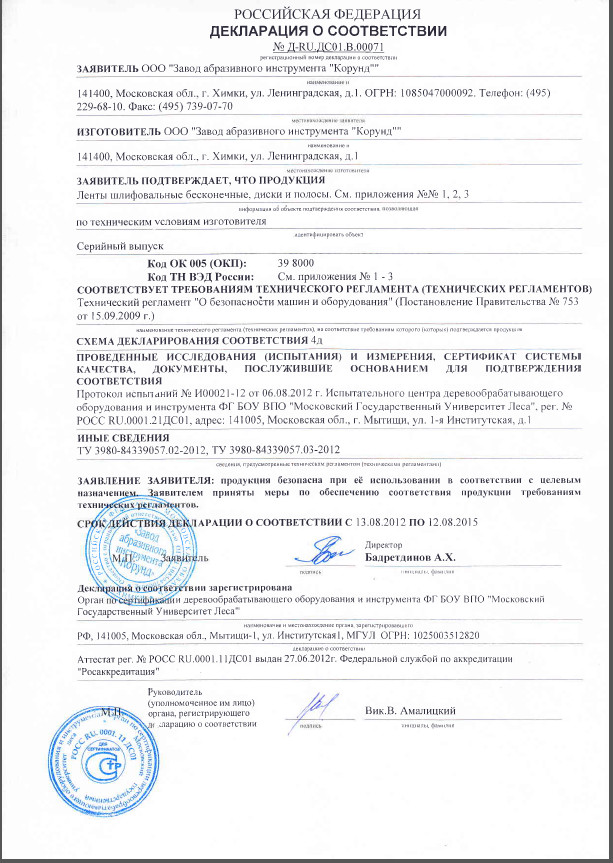 РОССИЙСКАЯ ФЕДЕРАЦИЯ
ДЕКЛАРАЦИЯ О СООТВЕТСТВИИ
№ Д-RU.ДС01.В.00071
регистрационный номер декларации о соответствии
ЗАЯВИТЕЛЬ ООО "Завод абразивного инструмента "Корунд""
наименование и
141400, Московская обл., г. Химки, ул. Ленинградская, д.1. ОГРН: 1085047000092. Телефон: (495)
229-68-10. Факс: (495) 739-07-70
местонахождение заявителя
ИЗГОТОВИТЕЛЬ ООО "Завод абразивного инструмента "Корунд""
наименование и
141400, Московская обл., г. Химки, ул. Ленинградская, д.1
местонахождение изготовителя
ЗАЯВИТЕЛЬ ПОДТВЕРЖДАЕТ, ЧТО ПРОДУКЦИЯ
Ленты шлифовальные бесконечные, диски и полосы. См. приложения №№ 1, 2, 3
информация об объекте подтверждения соответствия, позволяющая
по техническим условиям изготовителя
идентифицировать объект
Серийный выпуск
Код ОК 005 (ОКП): 39 8000
Код ТН ВЭД России: См. приложения № 1 - 3
СООТВЕТСТВУЕТ ТРЕБОВАНИЯМ ТЕХНИЧЕСКОГО РЕГЛАМЕНТА (ТЕХНИЧЕСКИХ РЕГЛАМЕНТОВ)
Технический регламент "О безопасности машин и оборудования" (Постановление Правительства № 753
от 15.09.2009 г.)
наименование технического регламента (технических регламентов), на соответствие требованиям которого (которых) подтверждается продукция
СХЕМА ДЕКЛАРИРОВАНИЯ СООТВЕТСТВИЯ 4д
ПРОВЕДЕННЫЕ ИССЛЕДОВАНИЯ (ИСПЫТАНИЯ) И ИЗМЕРЕНИЯ, СЕРТИФИКАТ СИСТЕМЫ
КАЧЕСТВА, ДОКУМЕНТЫ, ПОСЛУЖИВШИЕ ОСНОВАНИЕМ ДЛЯ ПОДТВЕРЖДЕНИЯ
СООТВЕТСТВИЯ
Протокол испытаний № И00021-12 от 06.08.2012 г. Испытательного центра деревообрабатывающего
оборудования и инструмента ФГ БОУ ВПО "Московский Государственный Университет Леса", рег. №
РОСС RU.0001.21ДС01, адрес: 141005, Московская обл., г. Мытищи, ул. 1-я Институтская, д.1
ИНЫЕ СВЕДЕНИЯ
ТУ 3980-84339057.02-2012, ТУ 3980-84339057.03-2012
сведения, предусмотренные техническим регламентом (техническими регламентами)
ЗАЯВЛЕНИЕ ЗАЯВИТЕЛЯ: продукция безопасна при её использовании в соответствии с целевым
назначением. Заявителем приняты меры по обеспечению соответствия продукции требованиям
технических регламентов.
СРОК ДЕЙСТВИЯ ДЕКЛАРАЦИИ О СООТВЕТСТВИИ С 13.08.2012 ПО 12.08.2015
"Завод
абразивного
инструмента
"Корунд"
М.П. Заявитель
Директор
Бадретдинов А.Х.
подпись
инициалы, фамилия
Декларация о соответствии зарегистрирована
Орган по сертификации деревообрабатывающего оборудования и инструмента ФГ БОУ ВПО "Московский
Государственный Университет Леса"
наименование и местонахождение органа, зарегистрировавшего
РФ, 141005, Московская обл., Мытищи-1, ул. Институтская1, МГУЛ ОГРН: 1025003512820
декларацию о соответствии
Аттестат рег. № РОСС RU.0001.11ДС01 выдан 27.06.2012г. Федеральной службой по аккредитации
"Росаккредитация"
Руководитель
(уполномоченное им лицо)
М.П. органа, регистрирующего
декларацию о соответствии
Вик.В. Амалицкий
подпись
инициалы, фамилия
РОСС RU. 0001. 11 ДС01
ДЛЯ
СЕРТИФИКАТОВ